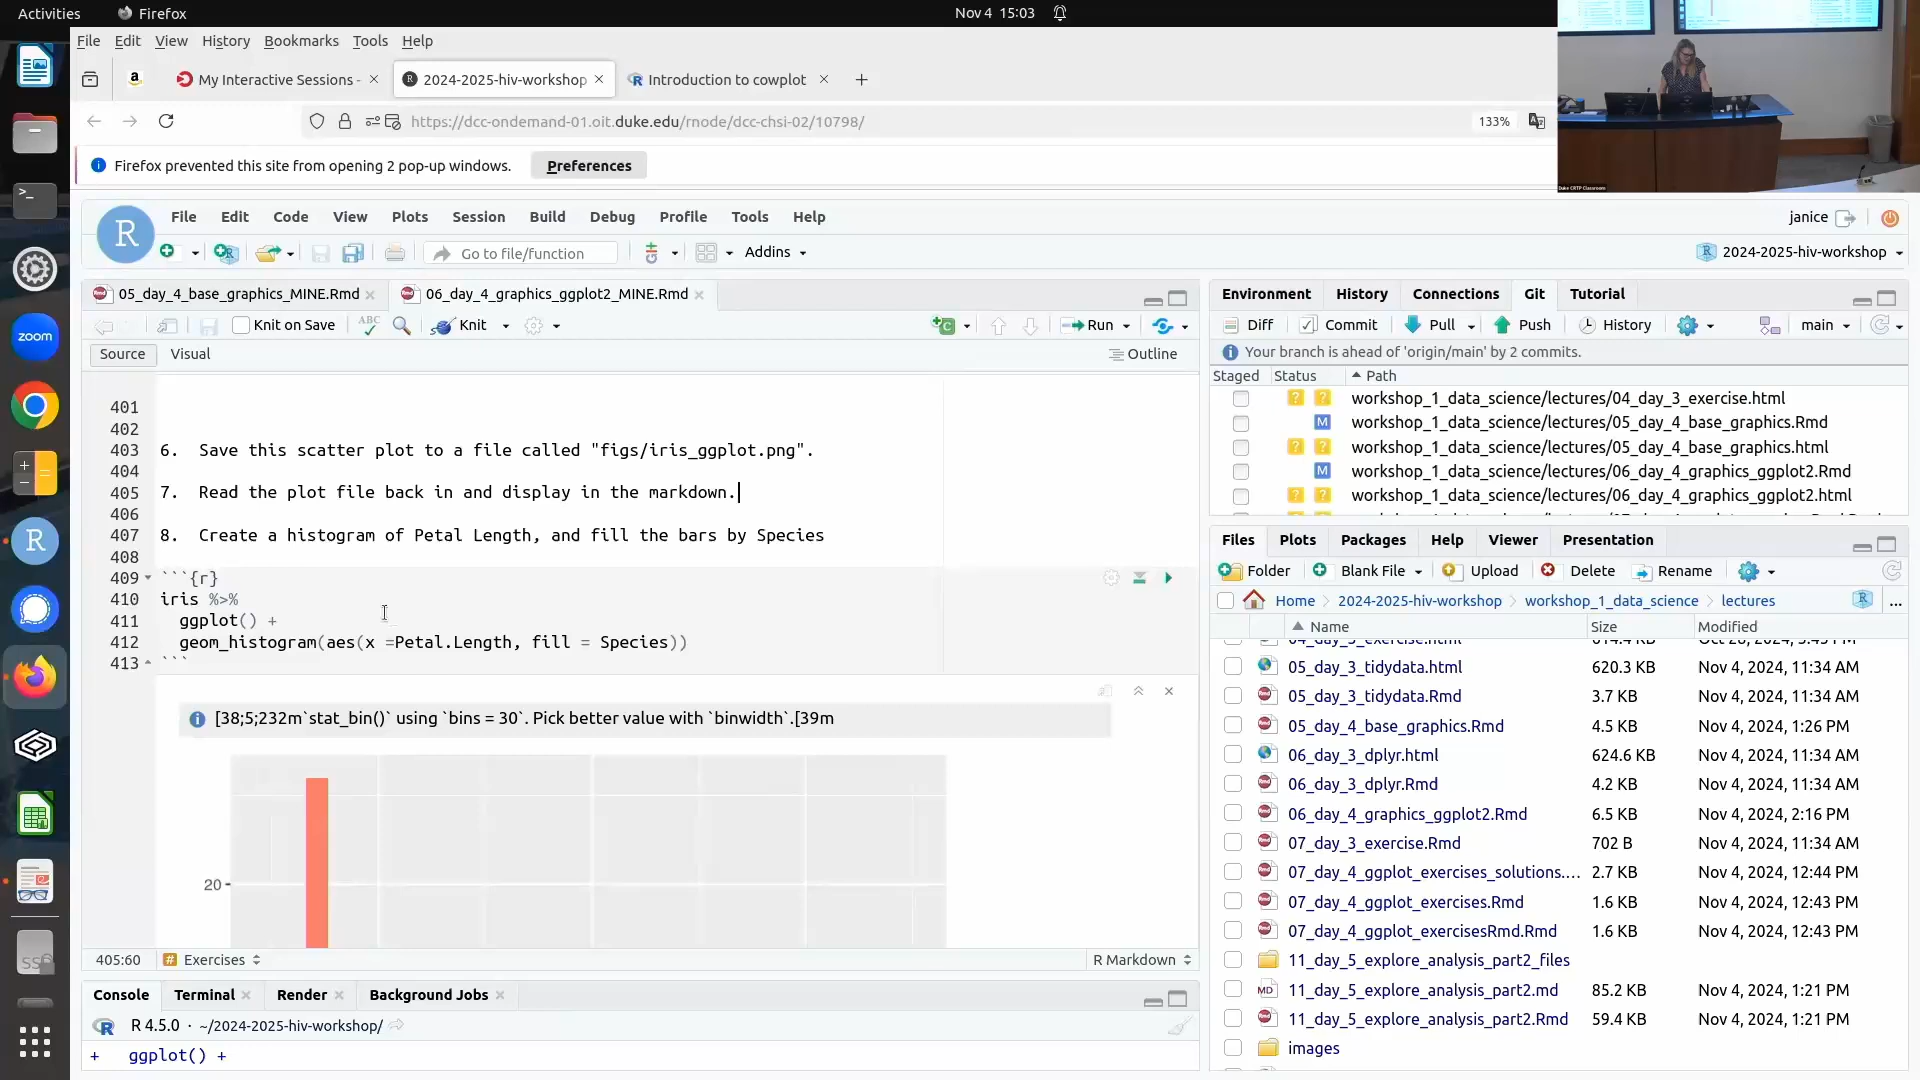 Activities
Firefox
Nov 4 15:03
File Edit View History Bookmarks Tools Help
My Interactive Sessions -
2024-2025-hiv-workshop
Introduction to cowplot
https://dcc-ondemand-01.oit.duke.edu/rnode/dcc-chsi-02/10798/
133%
Firefox prevented this site from opening 2 pop-up windows.
Preferences
Duke CRTP Classroom
File Edit Code View Plots Session Build Debug Profile Tools Help
janice
Go to file/function
Addins
2024-2025-hiv-workshop
05_day_4_base_graphics_MINE.Rmd
06_day_4_graphics_ggplot2_MINE.Rmd
Knit on Save
ABC
Knit
Run
Source Visual
Outline
401
402
403 6. Save this scatter plot to a file called "figs/iris_ggplot.png".
404
405 7. Read the plot file back in and display in the markdown.
406
407 8. Create a histogram of Petal Length, and fill the bars by Species
408
409 ```{r}
410 iris %>%
411 ggplot() +
412 geom_histogram(aes(x =Petal.Length, fill = Species))
413 ```
[38;5;232m`stat_bin()` using `bins = 30`. Pick better value with `binwidth`.[39m
20
405:60
Exercises
R Markdown
Console Terminal Render Background Jobs
R 4.5.0 · ~/2024-2025-hiv-workshop/
+ ggplot() +
Environment History Connections Git Tutorial
Diff Commit Pull Push History main
Your branch is ahead of 'origin/main' by 2 commits.
Staged Status Path
? ? workshop_1_data_science/lectures/04_day_3_exercise.html
M workshop_1_data_science/lectures/05_day_4_base_graphics.Rmd
? ? workshop_1_data_science/lectures/05_day_4_base_graphics.html
M workshop_1_data_science/lectures/06_day_4_graphics_ggplot2.Rmd
? ? workshop_1_data_science/lectures/06_day_4_graphics_ggplot2.html
Files Plots Packages Help Viewer Presentation
Folder Blank File Upload Delete Rename
Home 2024-2025-hiv-workshop workshop_1_data_science lectures ...
Name Size Modified
04_day_3_exercise.html
05_day_3_tidydata.html 620.3 KB Nov 4, 2024, 11:34 AM
05_day_3_tidydata.Rmd 3.7 KB Nov 4, 2024, 11:34 AM
05_day_4_base_graphics.Rmd 4.5 KB Nov 4, 2024, 1:26 PM
06_day_3_dplyr.html 624.6 KB Nov 4, 2024, 11:34 AM
06_day_3_dplyr.Rmd 4.2 KB Nov 4, 2024, 11:34 AM
06_day_4_graphics_ggplot2.Rmd 6.5 KB Nov 4, 2024, 2:16 PM
07_day_3_exercise.Rmd 702 B Nov 4, 2024, 11:34 AM
07_day_4_ggplot_exercises_solutions.... 2.7 KB Nov 4, 2024, 12:44 PM
07_day_4_ggplot_exercises.Rmd 1.6 KB Nov 4, 2024, 12:43 PM
07_day_4_ggplot_exercisesRmd.Rmd 1.6 KB Nov 4, 2024, 12:43 PM
11_day_5_explore_analysis_part2_files
11_day_5_explore_analysis_part2.md 85.2 KB Nov 4, 2024, 1:21 PM
11_day_5_explore_analysis_part2.Rmd 59.4 KB Nov 4, 2024, 1:21 PM
images
zoom